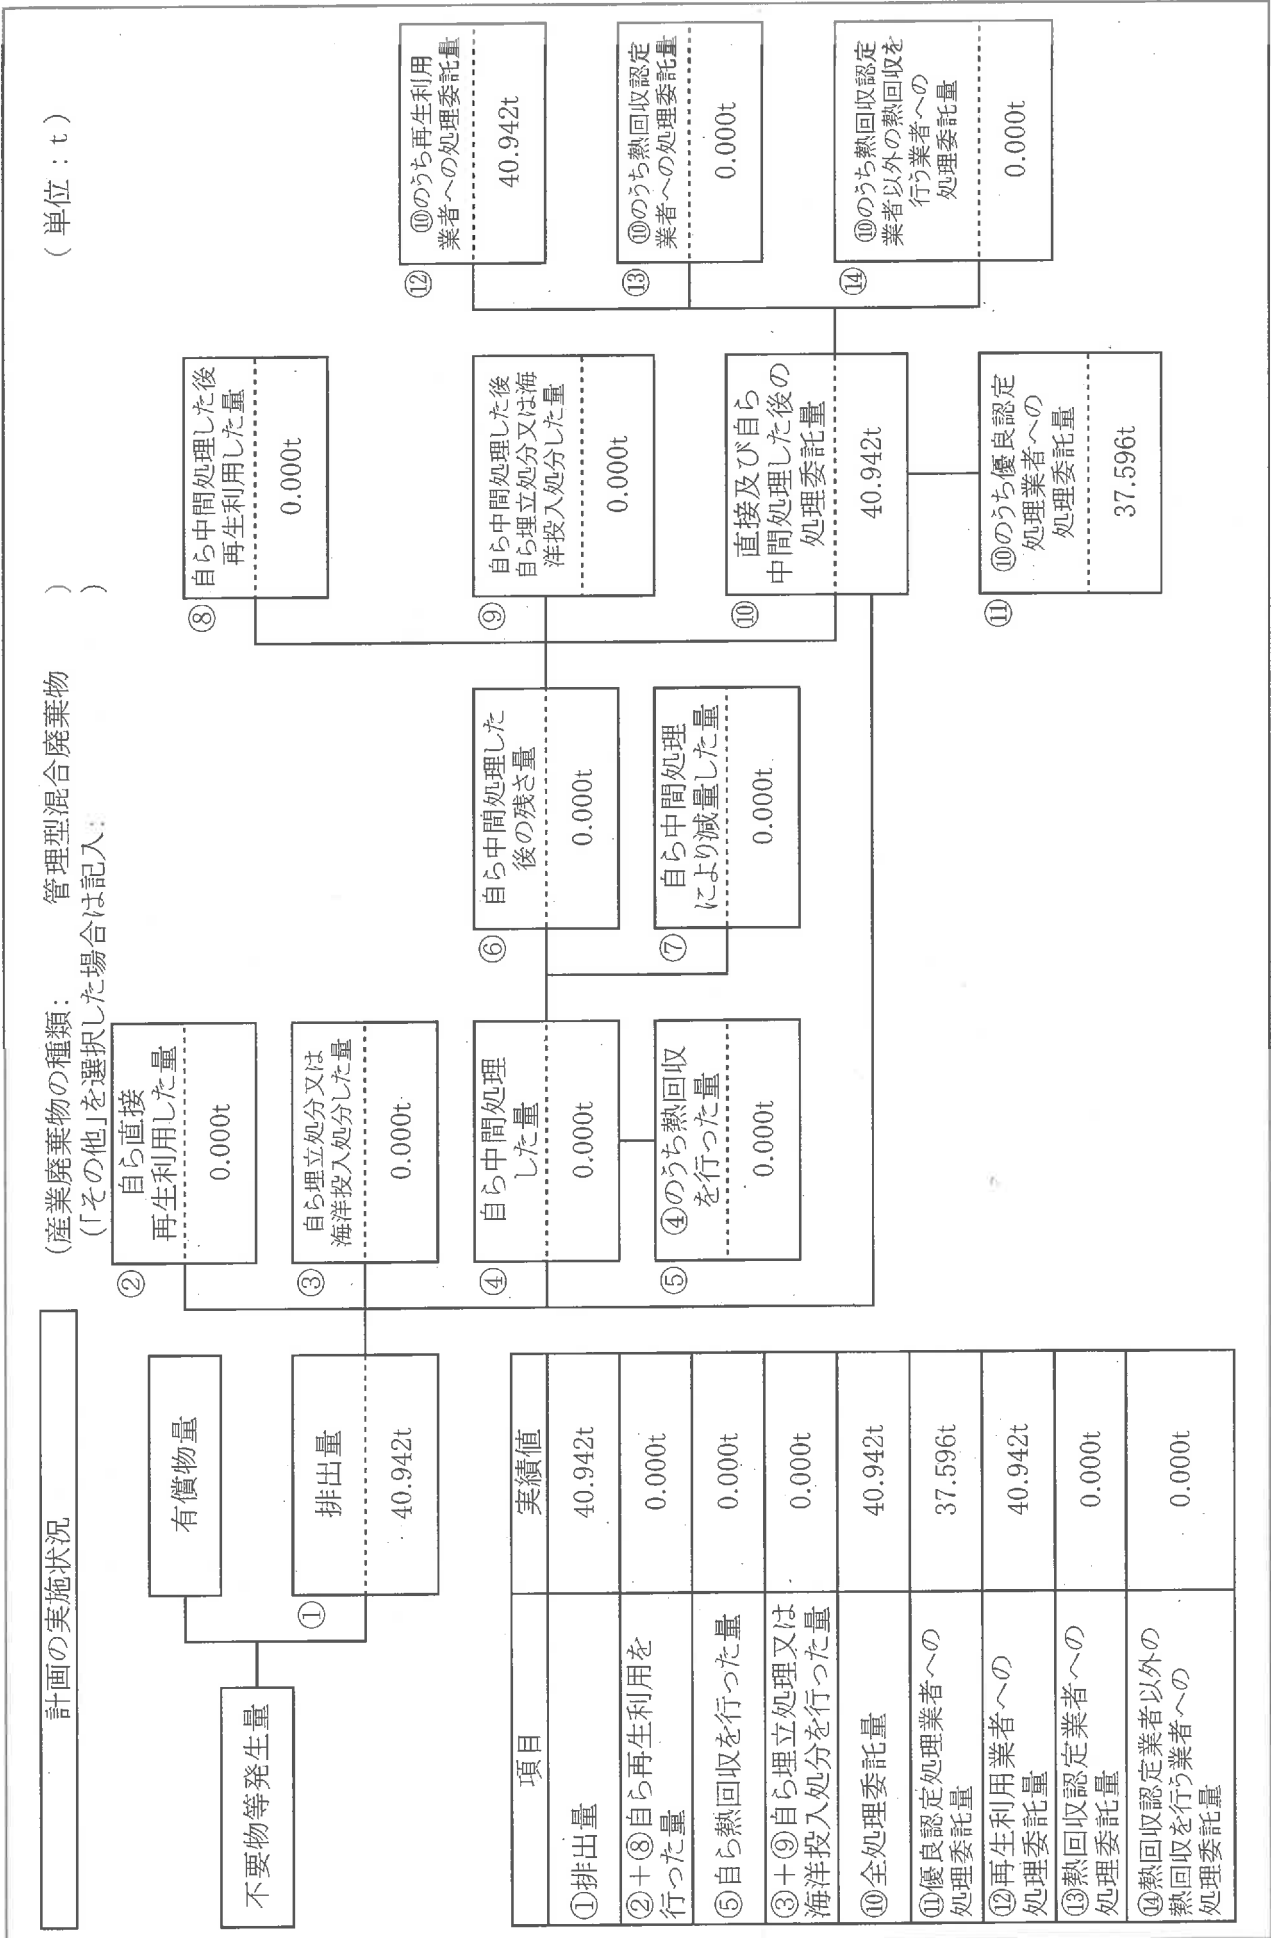 計画の実施状況
(産業廃棄物の種類: 管理型混合廃棄物 )
(「その他」を選択した場合は記入: )
(単位:t)
不要物等発生量
有償物量
①
排出量
40.942t
②
自ら直接
再生利用した量
0.000t
③
自ら埋立処分又は
海洋投入処分した量
0.000t
④
自ら中間処理
した量
0.000t
⑤
④のうち熱回収
を行った量
0.000t
⑥
自ら中間処理した
後の残さ量
0.000t
⑦
自ら中間処理
により減量した量
0.000t
⑧
自ら中間処理した後
再生利用した量
0.000t
⑨
自ら中間処理した後
自ら埋立処分又は海
洋投入処分した量
0.000t
⑩
直接及び自ら
中間処理した後の
処理委託量
40.942t
⑪
⑩のうち優良認定
処理業者への
処理委託量
37.596t
⑫
⑩のうち再生利用
業者への処理委託量
40.942t
⑬
⑩のうち熱回収認定
業者への処理委託量
0.000t
⑭
⑩のうち熱回収認定
業者以外の熱回収を
行う業者への
処理委託量
0.000t
項目 実績値
①排出量 40.942t
②+⑧自ら再生利用を
行った量 0.000t
⑤自ら熱回収を行った量 0.000t
③+⑨自ら埋立処理又は
海洋投入処分を行った量 0.000t
⑩全処理委託量 40.942t
⑪優良認定処理業者への
処理委託量 37.596t
⑫再生利用業者への
処理委託量 40.942t
⑬熱回収認定業者への
処理委託量 0.000t
⑭熱回収認定業者以外の
熱回収を行う業者への
処理委託量 0.000t